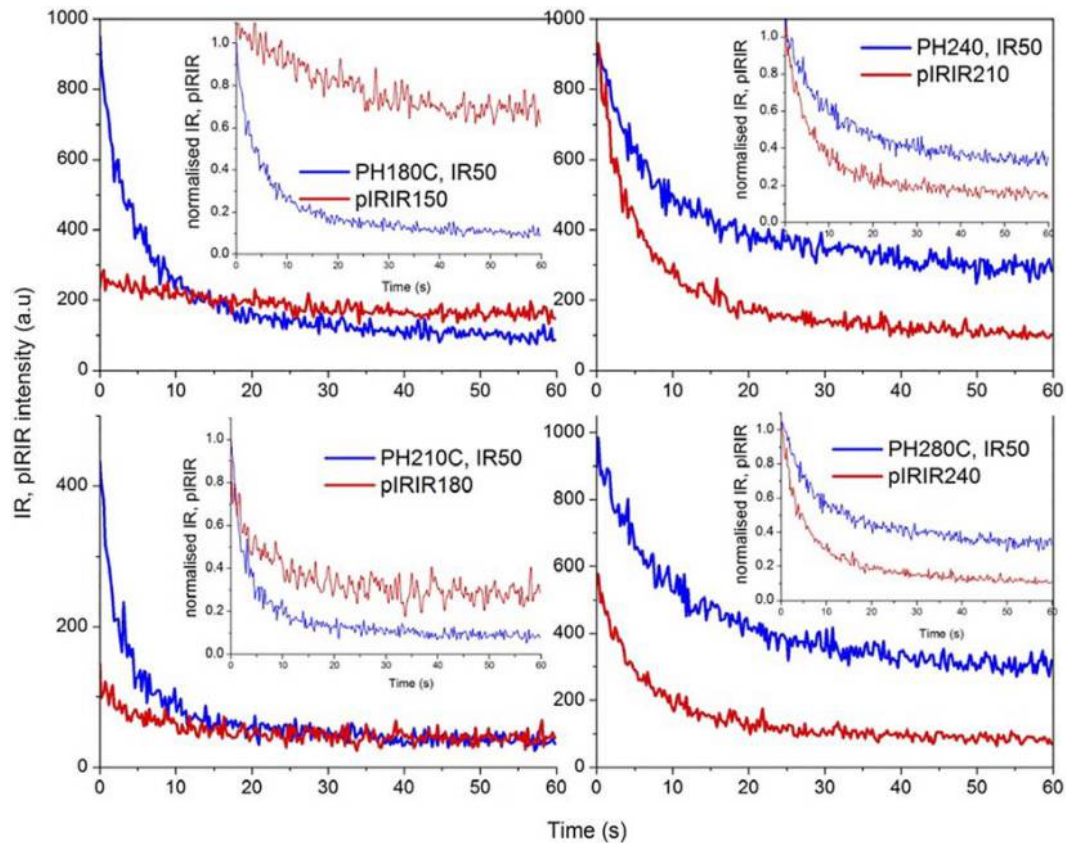 IR, pIRIR intensity (a.u)
1000
800
600
400
200
0
0 10 20 30 40 50 60
normalised IR, pIRIR
1.0
0.8
0.6
0.4
0.2
0.0
0 10 20 30 40 50 60
Time (s)
PH180C, IR50
pIRIR150
1000
800
600
400
200
0
0 10 20 30 40 50 60
normalised IR, pIRIR
1.0
0.8
0.6
0.4
0.2
0.0
10 20 30 40 50 60
Time (s)
PH240, IR50
pIRIR210
400
200
0
0 10 20 30 40 50 60
normalised IR, pIRIR
1.0
0.8
0.6
0.4
0.2
0.0
0 10 20 30 40 50 60
Time (s)
PH210C, IR50
pIRIR180
1000
800
600
400
200
0
0 10 20 30 40 50 60
normalised IR, pIRIR
1.0
0.8
0.6
0.4
0.2
0.0
0 10 20 30 40 50 60
Time (s)
PH280C, IR50
pIRIR240
Time (s)